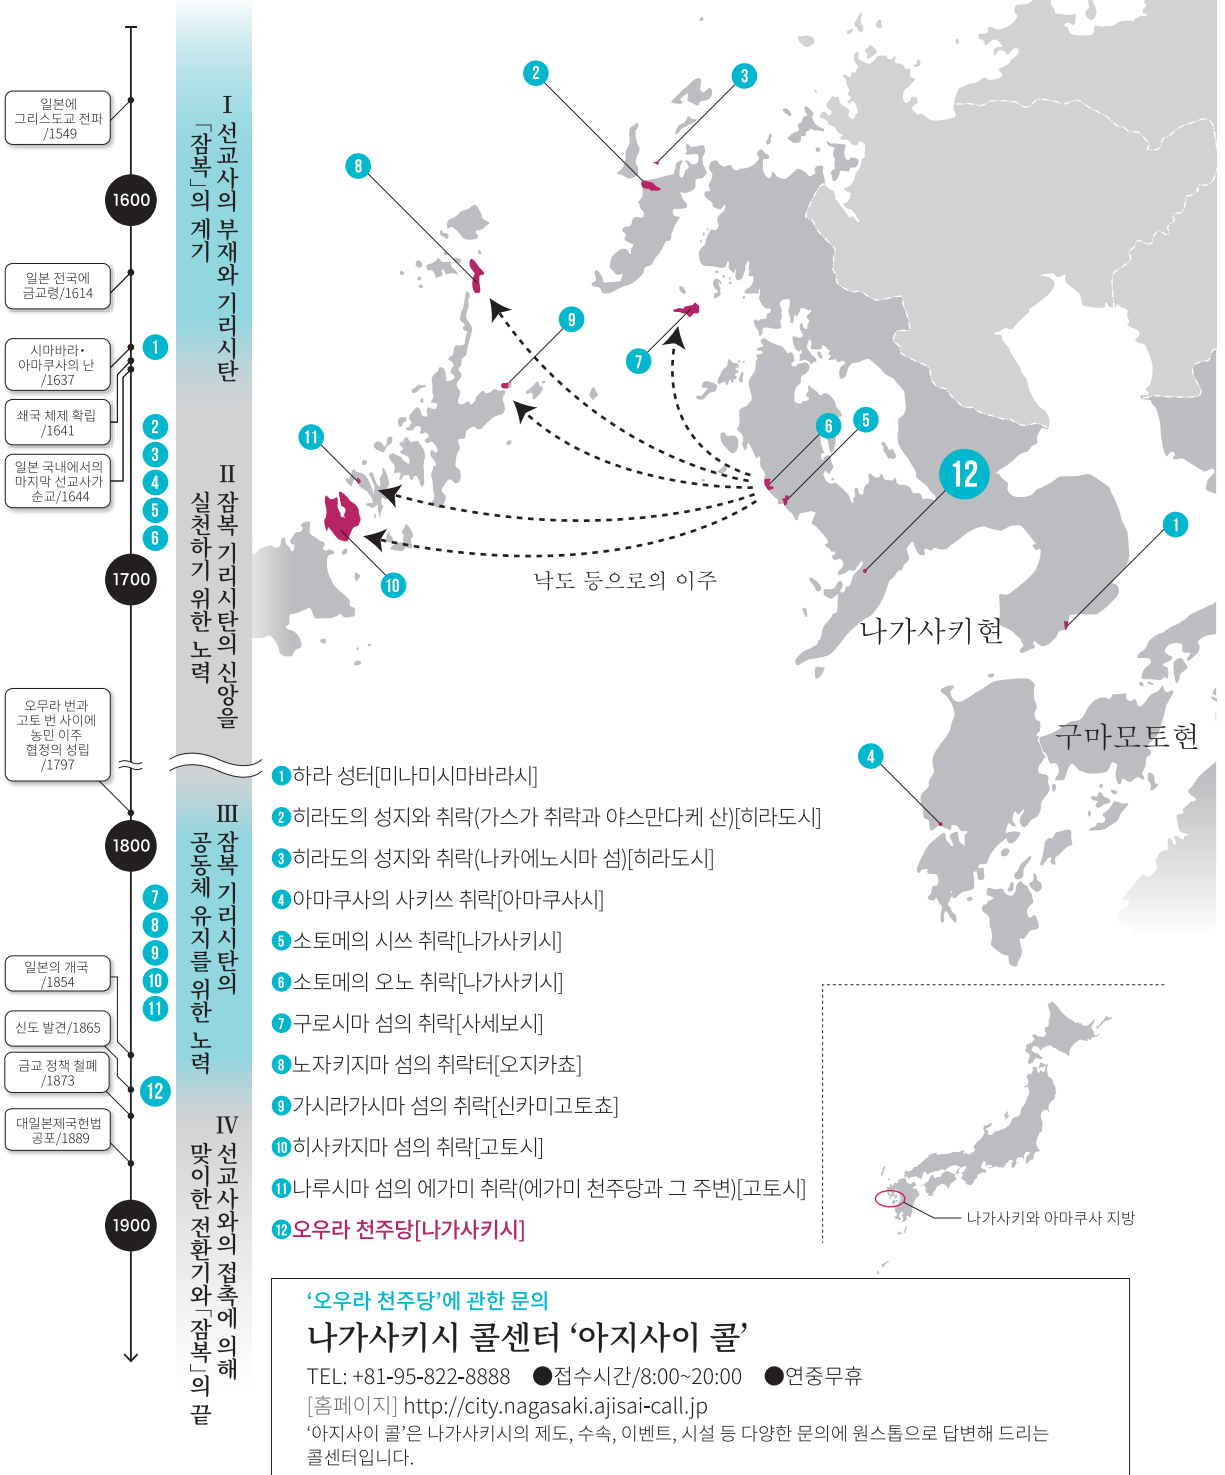 일본에
그리스도교 전파
/1549
1600
일본 전국에
금교령/1614
시마바라·
아마쿠사의 난
/1637
쇄국 체제 확립
/1641
일본 국내에서의
마지막 선교사가
순교/1644
1700
오무라 번과
고토 번 사이에
농민 이주
협정의 성립
/1797
1800
일본의 개국
/1854
신도 발견/1865
금교 정책 철폐
/1873
대일본제국헌법
공포/1889
1900
1
2
3
4
5
6
7
8
9
10
11
12
Ⅰ 선교사의 부재와 기리시탄
「잠복」의 계기
Ⅱ 잠복 기리시탄의 신앙을
실천하기 위한 노력
Ⅲ 잠복 기리시탄의
공동체 유지를 위한 노력
Ⅳ 선교사와의 접촉에 의해
맞이한 전환기와 「잠복」의 끝
2
3
8
9
7
11
6
5
12
1
10
낙도 등으로의 이주
나가사키현
구마모토현
4
1 하라 성터[미나미시마바라시]
2 히라도의 성지와 취락(가스가 취락과 야스만다케 산)[히라도시]
3 히라도의 성지와 취락(나카에노시마 섬)[히라도시]
4 아마쿠사의 사키쓰 취락[아마쿠사시]
5 소토메의 시쓰 취락[나가사키시]
6 소토메의 오노 취락[나가사키시]
7 구로시마 섬의 취락[사세보시]
8 노자키지마 섬의 취락터[오지카쵸]
9 가시라가시마 섬의 취락[신카미고토쵸]
10 히사카지마 섬의 취락[고토시]
11 나루시마 섬의 에가미 취락(에가미 천주당과 그 주변)[고토시]
12 오우라 천주당[나가사키시]
나가사키와 아마쿠사 지방
‘오우라 천주당’에 관한 문의
나가사키시 콜센터 ‘아지사이 콜’
TEL: +81-95-822-8888 ●접수시간/8:00~20:00 ●연중무휴
[홈페이지] http://city.nagasaki.ajisai-call.jp
‘아지사이 콜’은 나가사키시의 제도, 수속, 이벤트, 시설 등 다양한 문의에 원스톱으로 답변해 드리는
콜센터입니다.